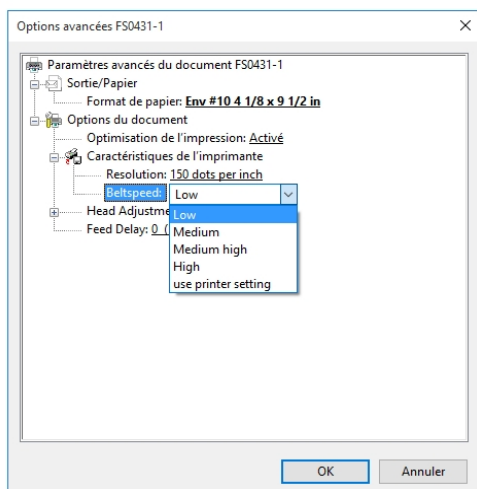 Options avancées FS0431-1
Paramètres avancés du document FS0431-1
Sortie/Papier
Format de papier: Env #10 4 1/8 x 9 1/2 in
Options du document
Optimisation de l'impression: Activé
Caractéristiques de l'imprimante
Resolution: 150 dots per inch
Beltspeed: Low
Low
Medium
Medium high
High
use printer setting
Head Adjustme
Feed Delay: 0 (
OK
Annuler